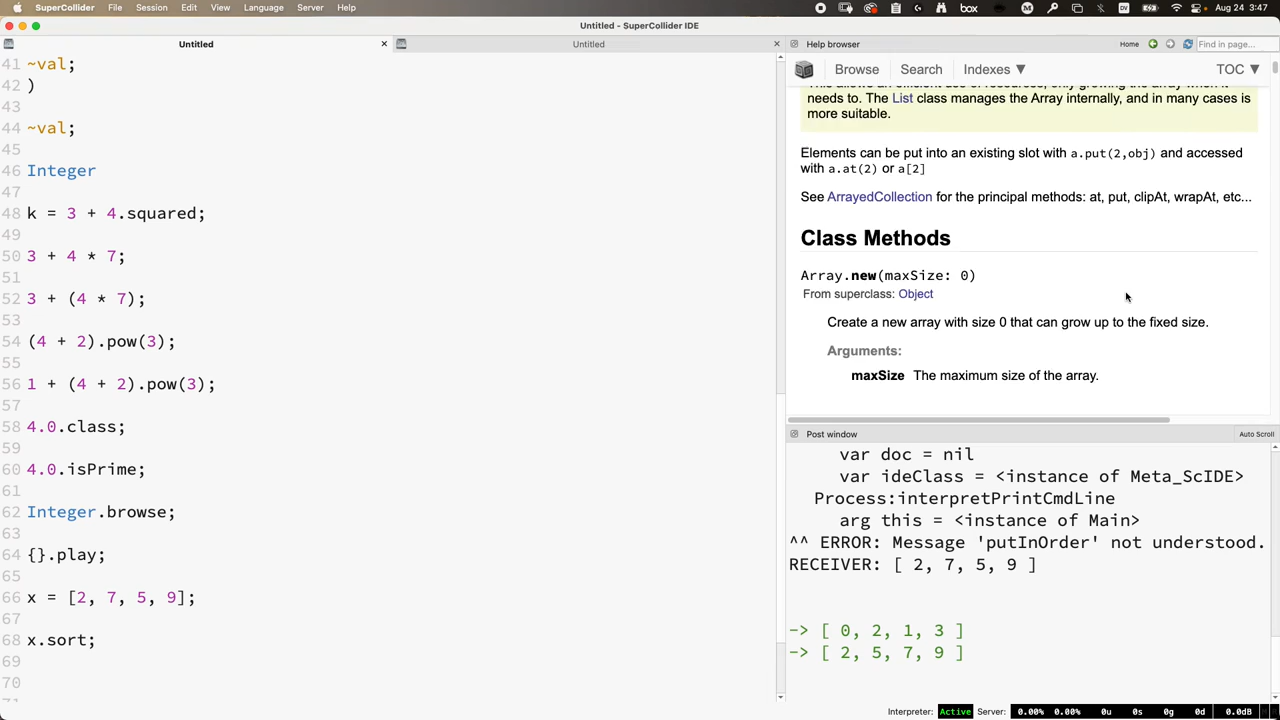 SuperCollider File Session Edit View Language Server Help
box
Aug 24 3:47
Untitled - SuperCollider IDE
Untitled
Untitled
41 ~val;
42 )
43
44 ~val;
45
46 Integer
47
48 k = 3 + 4.squared;
49
50 3 + 4 * 7;
51
52 3 + (4 * 7);
53
54 (4 + 2).pow(3);
55
56 1 + (4 + 2).pow(3);
57
58 4.0.class;
59
60 4.0.isPrime;
61
62 Integer.browse;
63
64 {}.play;
65
66 x = [2, 7, 5, 9];
67
68 x.sort;
69
70
Help browser
Home
Find in page...
Browse Search Indexes ▼ TOC ▼
needs to. The List class manages the Array internally, and in many cases is
more suitable.
Elements can be put into an existing slot with a.put(2,obj) and accessed
with a.at(2) or a[2]
See ArrayedCollection for the principal methods: at, put, clipAt, wrapAt, etc...
Class Methods
Array.new(maxSize: 0)
From superclass: Object
Create a new array with size 0 that can grow up to the fixed size.
Arguments:
maxSize The maximum size of the array.
Post window
Auto Scroll
var doc = nil
var ideClass = <instance of Meta_ScIDE>
Process:interpretPrintCmdLine
arg this = <instance of Main>
^^ ERROR: Message 'putInOrder' not understood.
RECEIVER: [ 2, 7, 5, 9 ]
-> [ 0, 2, 1, 3 ]
-> [ 2, 5, 7, 9 ]
Interpreter: Active Server: 0.00% 0.00% 0u 0s 0g 0d 0.0dB